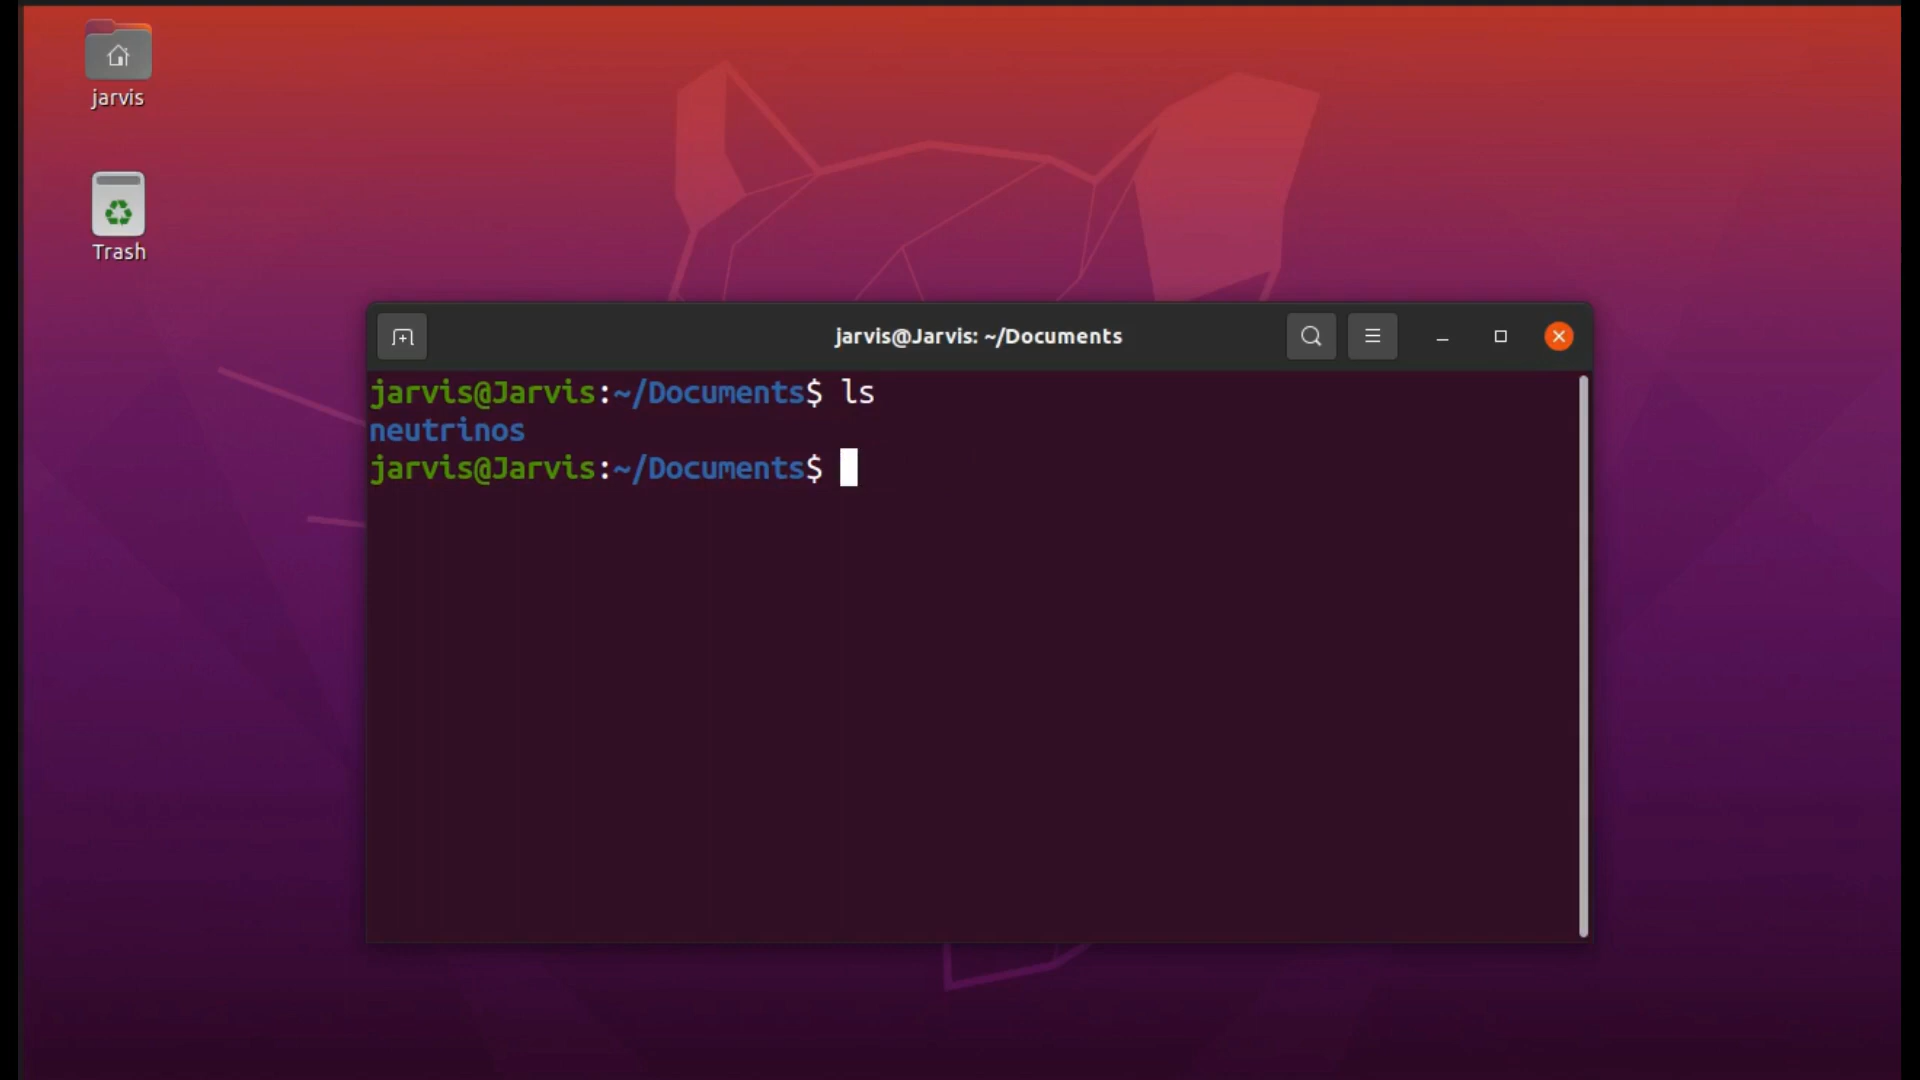 jarvis
Trash
jarvis@Jarvis: ~/Documents
jarvis@Jarvis:~/Documents$ ls
neutrinos
jarvis@Jarvis:~/Documents$